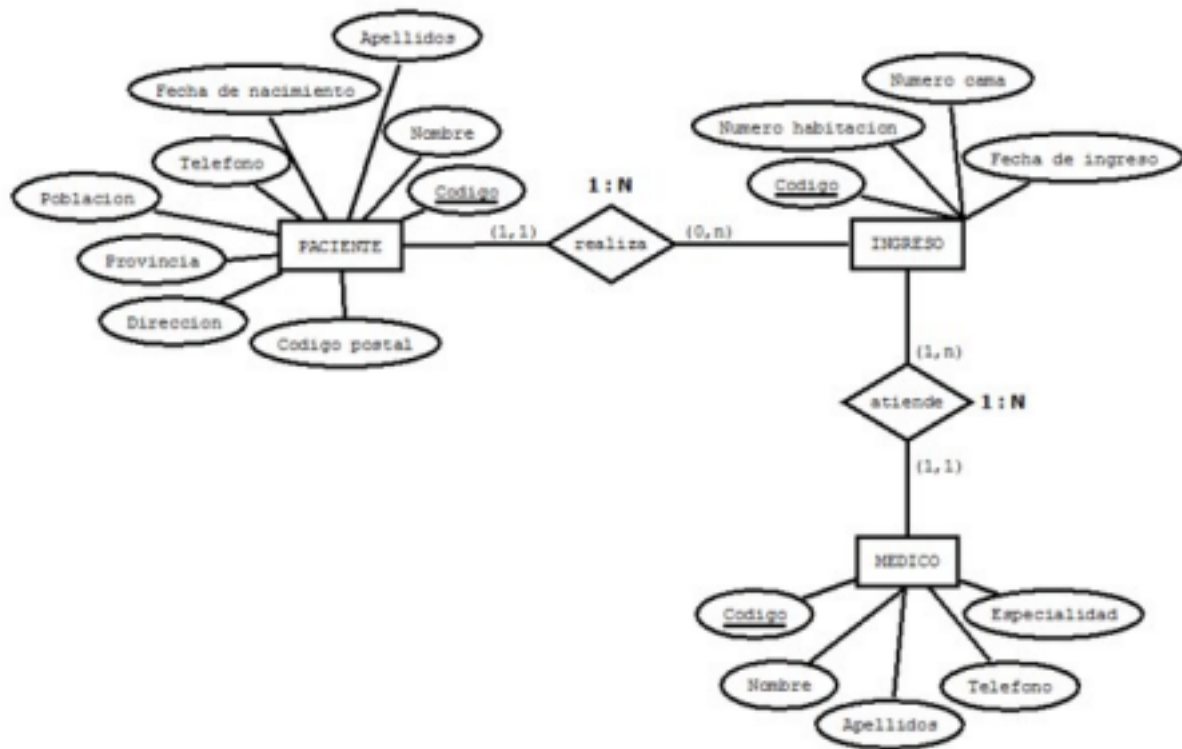 Apellidos
Numero cama
Fecha de nacimiento
Nombre
Numero habitacion
Telefono
Fecha de ingreso
Codigo
Codigo
Poblacion
1:N
PACIENTE
(1,1)
realiza
(0,n)
INGRESO
Provincia
Direccion
Codigo postal
(1,n)
atiende
1:N
(1,1)
MEDICO
Codigo
Especialidad
Nombre
Telefono
Apellidos